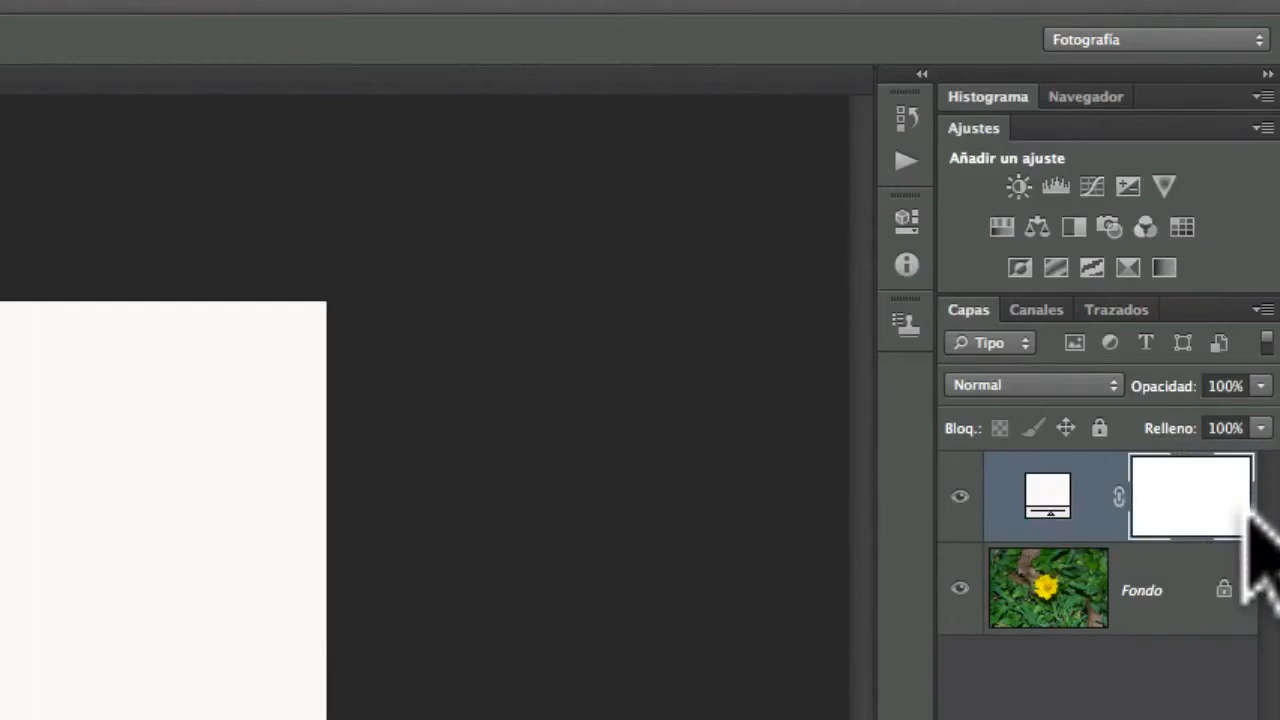 Fotografía
Histograma Navegador
Ajustes
Añadir un ajuste
Capas Canales Trazados
Tipo
Normal Opacidad: 100%
Bloq.: Relleno: 100%
Fondo